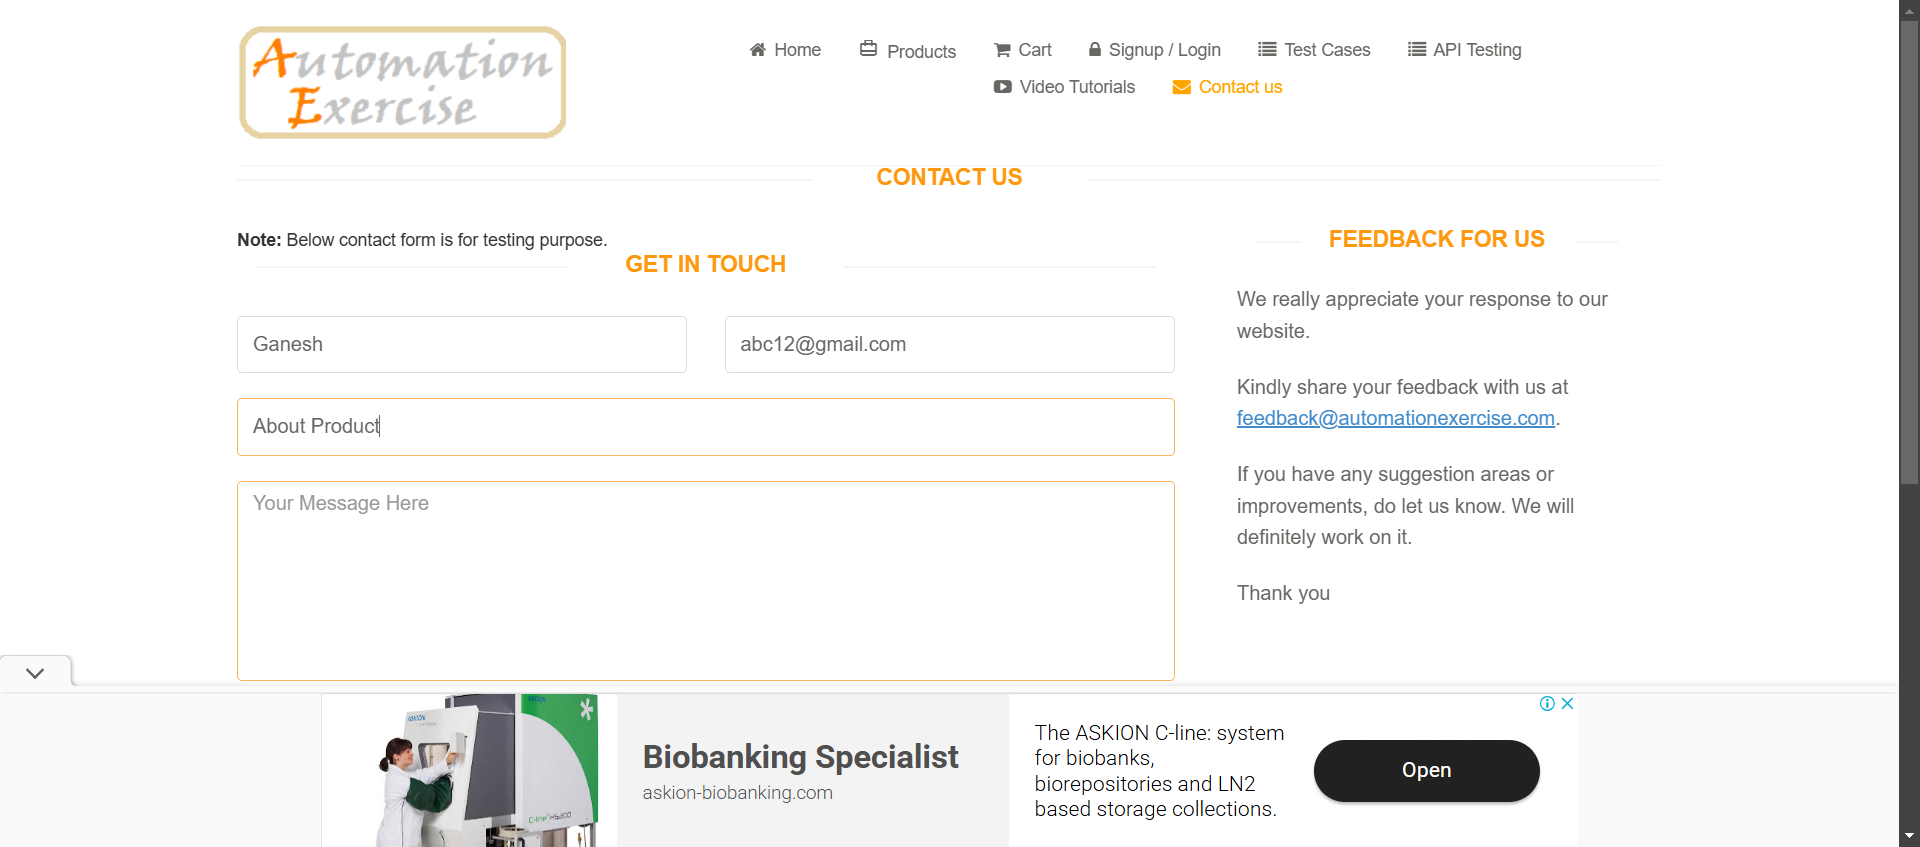 Automation
Exercise
Home
Products
Cart
Signup / Login
Test Cases
API Testing
Video Tutorials
Contact us
CONTACT US
Note: Below contact form is for testing purpose.
GET IN TOUCH
Ganesh
abc12@gmail.com
About Product
Your Message Here
FEEDBACK FOR US
We really appreciate your response to our
website.
Kindly share your feedback with us at
feedback@automationexercise.com.
If you have any suggestion areas or
improvements, do let us know. We will
definitely work on it.
Thank you
ASKION
ASKION
C-line® HS200
Biobanking Specialist
askion-biobanking.com
The ASKION C-line: system
for biobanks,
biorepositories and LN2
based storage collections.
Open